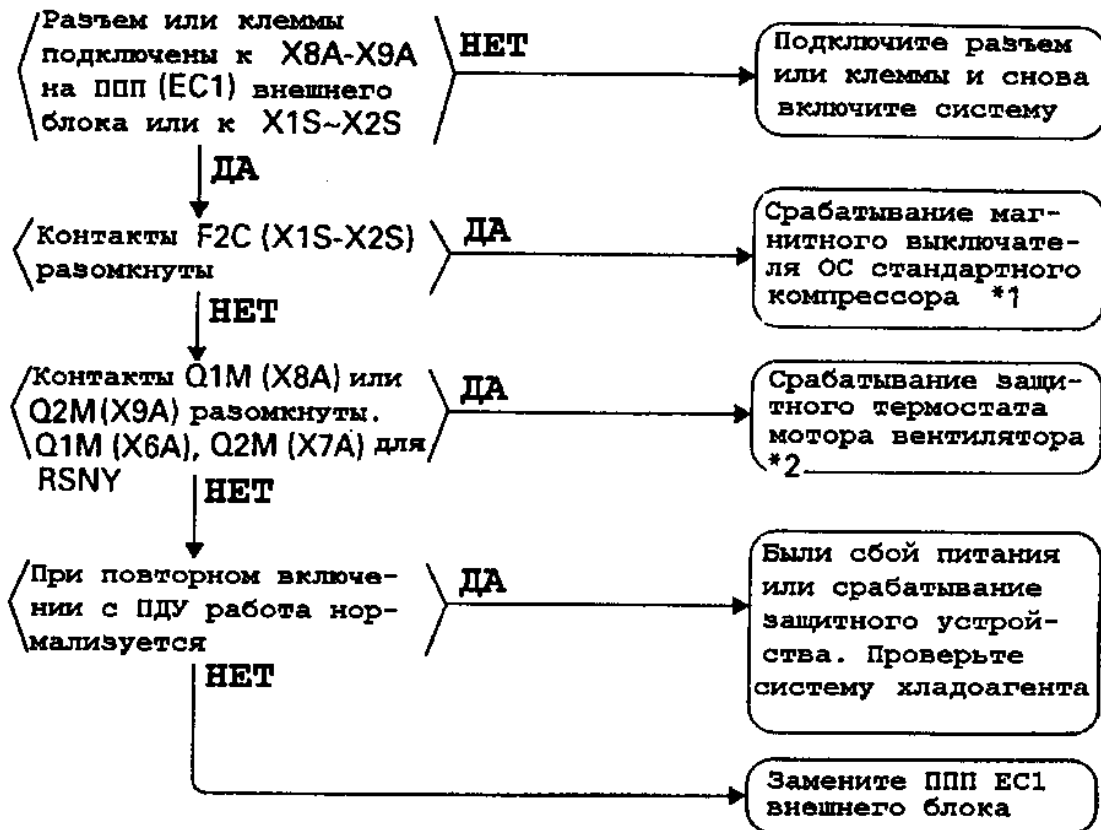 Разъем или клеммы
подключены к X8A-X9A
на ППП (EC1) внешнего
блока или к X1S~X2S
НЕТ
Подключите разъем
или клеммы и снова
включите систему
ДА
Контакты F2C (X1S-X2S)
разомкнуты
ДА
Срабатывание маг-
нитного выключате-
ля ОС стандартного
компрессора *1
НЕТ
Контакты Q1M (X8A) или
Q2M (X9A) разомкнуты.
Q1M (X6A), Q2M (X7A) для
RSNY
ДА
Срабатывание защи-
тного термостата
мотора вентилятора
*2
НЕТ
При повторном включе-
нии с ПДУ работа нор-
мализуется
ДА
Были сбой питания
или срабатывание
защитного устрой-
ства. Проверьте
систему хладоагента
НЕТ
Замените ППП EC1
внешнего блока